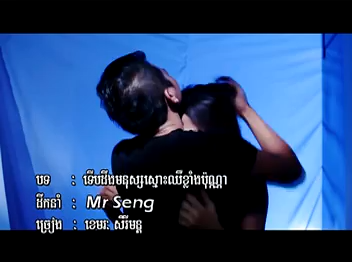 បទ : ទើបដឹងមនុស្សស្មោះឈឺខ្លាំងប៉ុណ្ណា
ដឹកនាំ : Mr Seng
ច្រៀង : ខេមរៈ សិរីមន្ត